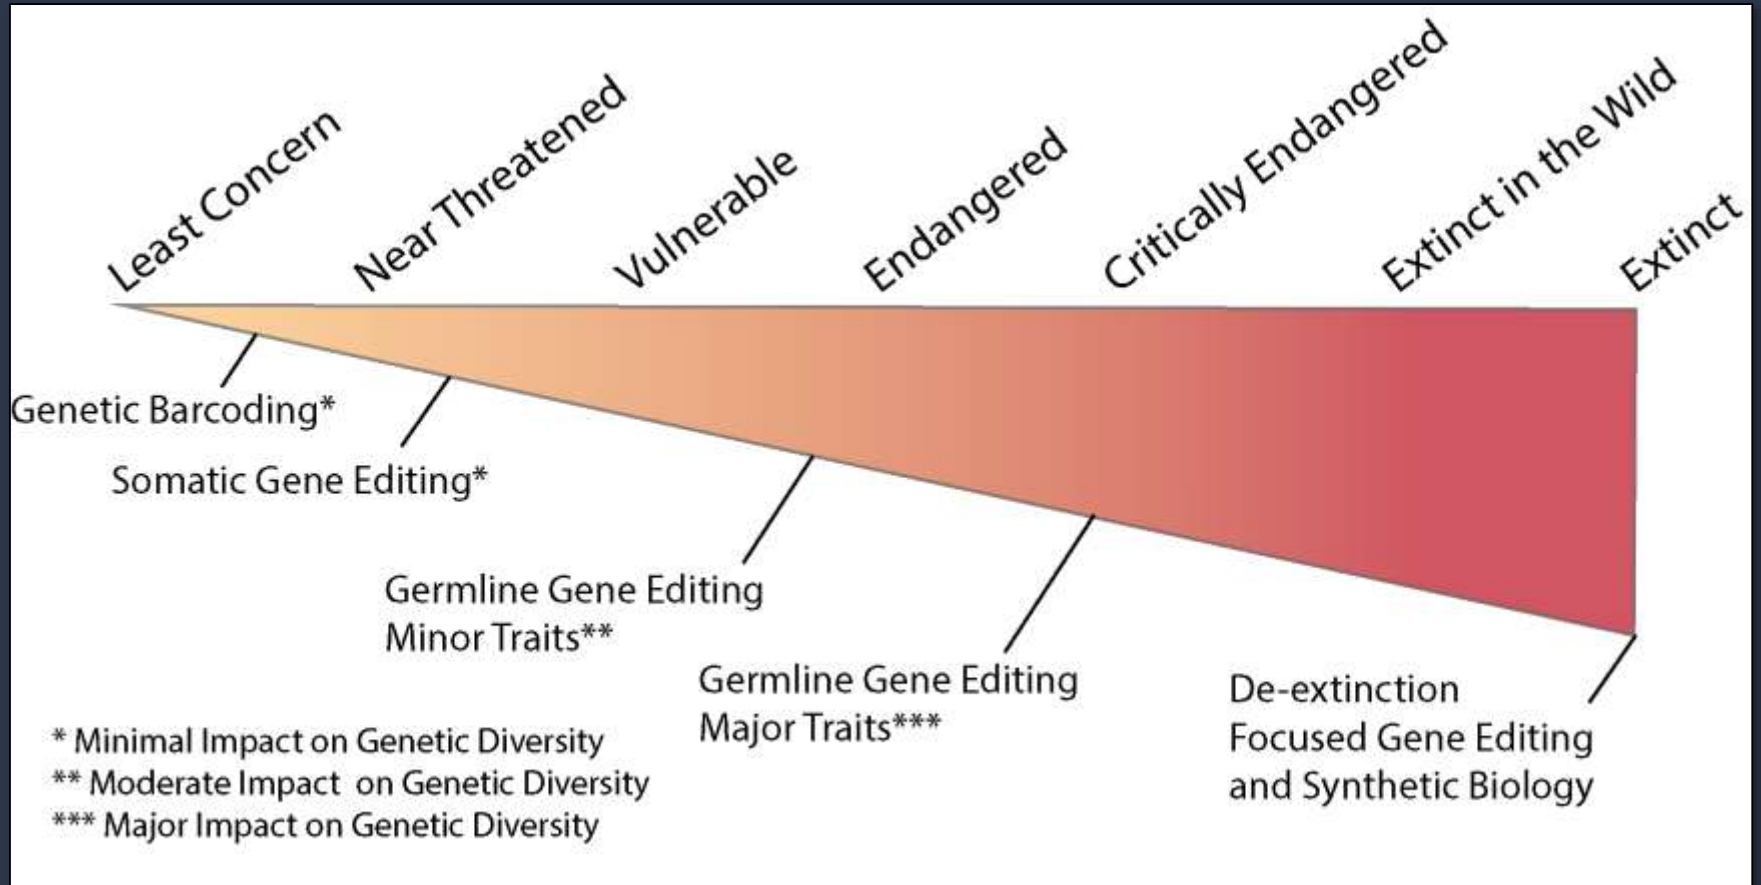 Least Concern
Near Threatened
Vulnerable
Endangered
Critically Endangered
Extinct in the Wild
Extinct
Genetic Barcoding*
Somatic Gene Editing*
Germline Gene Editing
Minor Traits**
Germline Gene Editing
Major Traits***
De-extinction
Focused Gene Editing
and Synthetic Biology
* Minimal Impact on Genetic Diversity
** Moderate Impact  on Genetic Diversity
*** Major Impact on Genetic Diversity